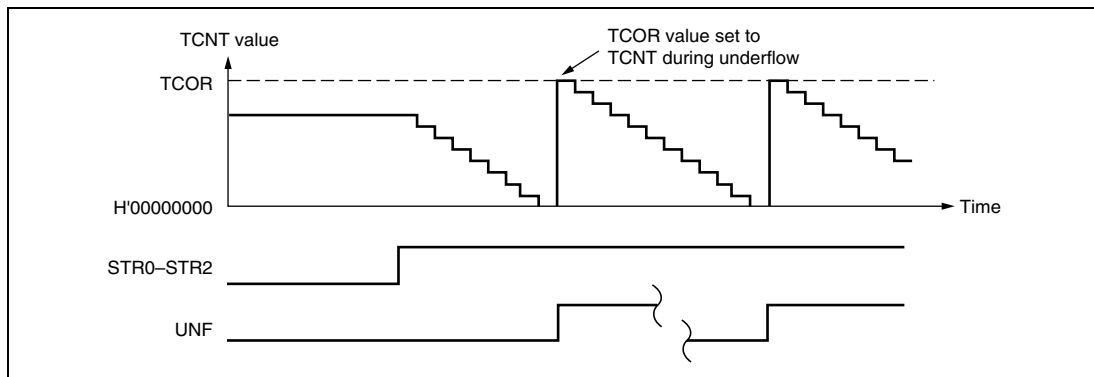 TCNT value
TCOR value set to
TCNT during underflow
TCOR
H'00000000
Time
STR0–STR2
UNF